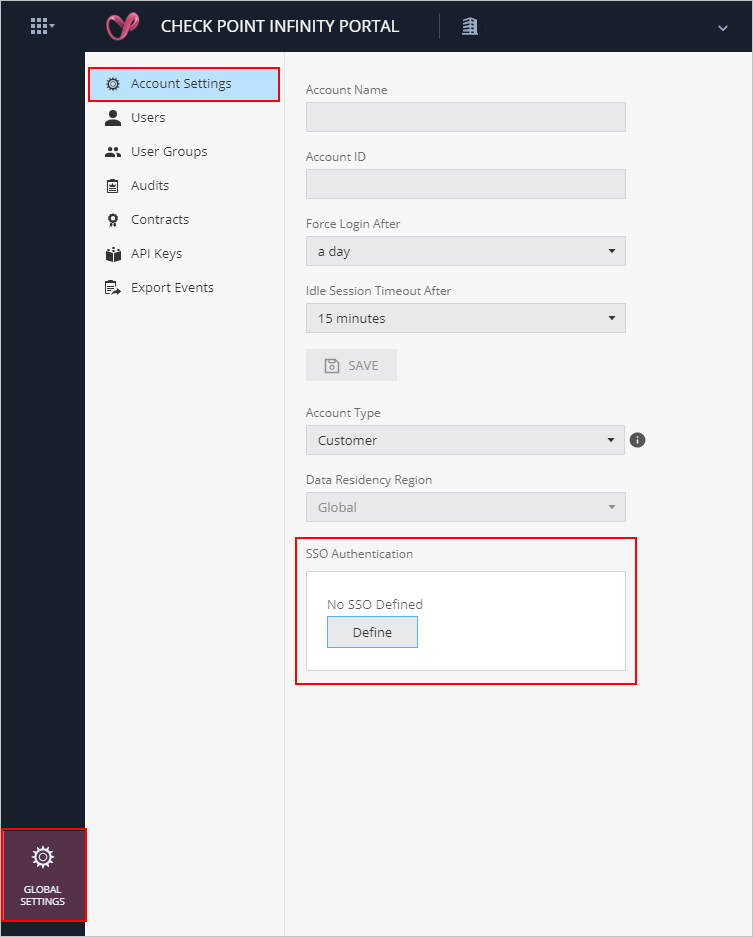 CHECK POINT INFINITY PORTAL
Account Settings
Users
User Groups
Audits
Contracts
API Keys
Export Events
GLOBAL
SETTINGS
Account Name
Account ID
Force Login After
a day
Idle Session Timeout After
15 minutes
SAVE
Account Type
Customer
Data Residency Region
Global
SSO Authentication
No SSO Defined
Define